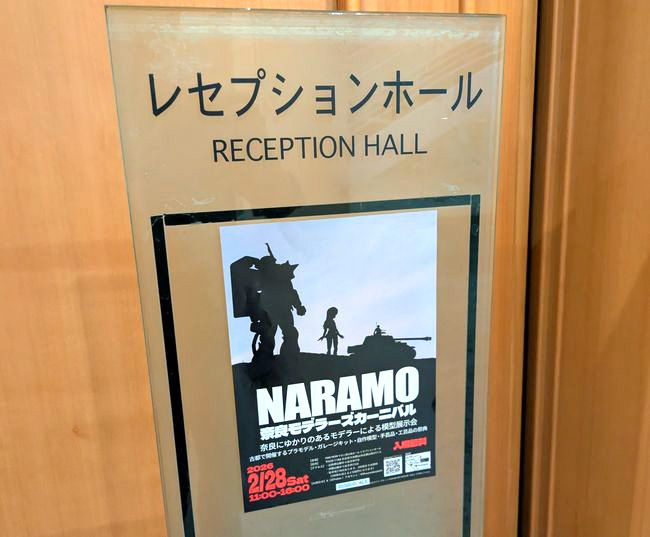 レセプションホール
RECEPTION HALL
NARAMO
奈良モデラーズカーニバル
奈良にゆかりのあるモデラーによる模型展示会
古都で開催するプラモデル・ガレージキット・自作模型・手芸品・工芸品の祭典
入場無料
2026
2/28 Sat
11:00-16:00